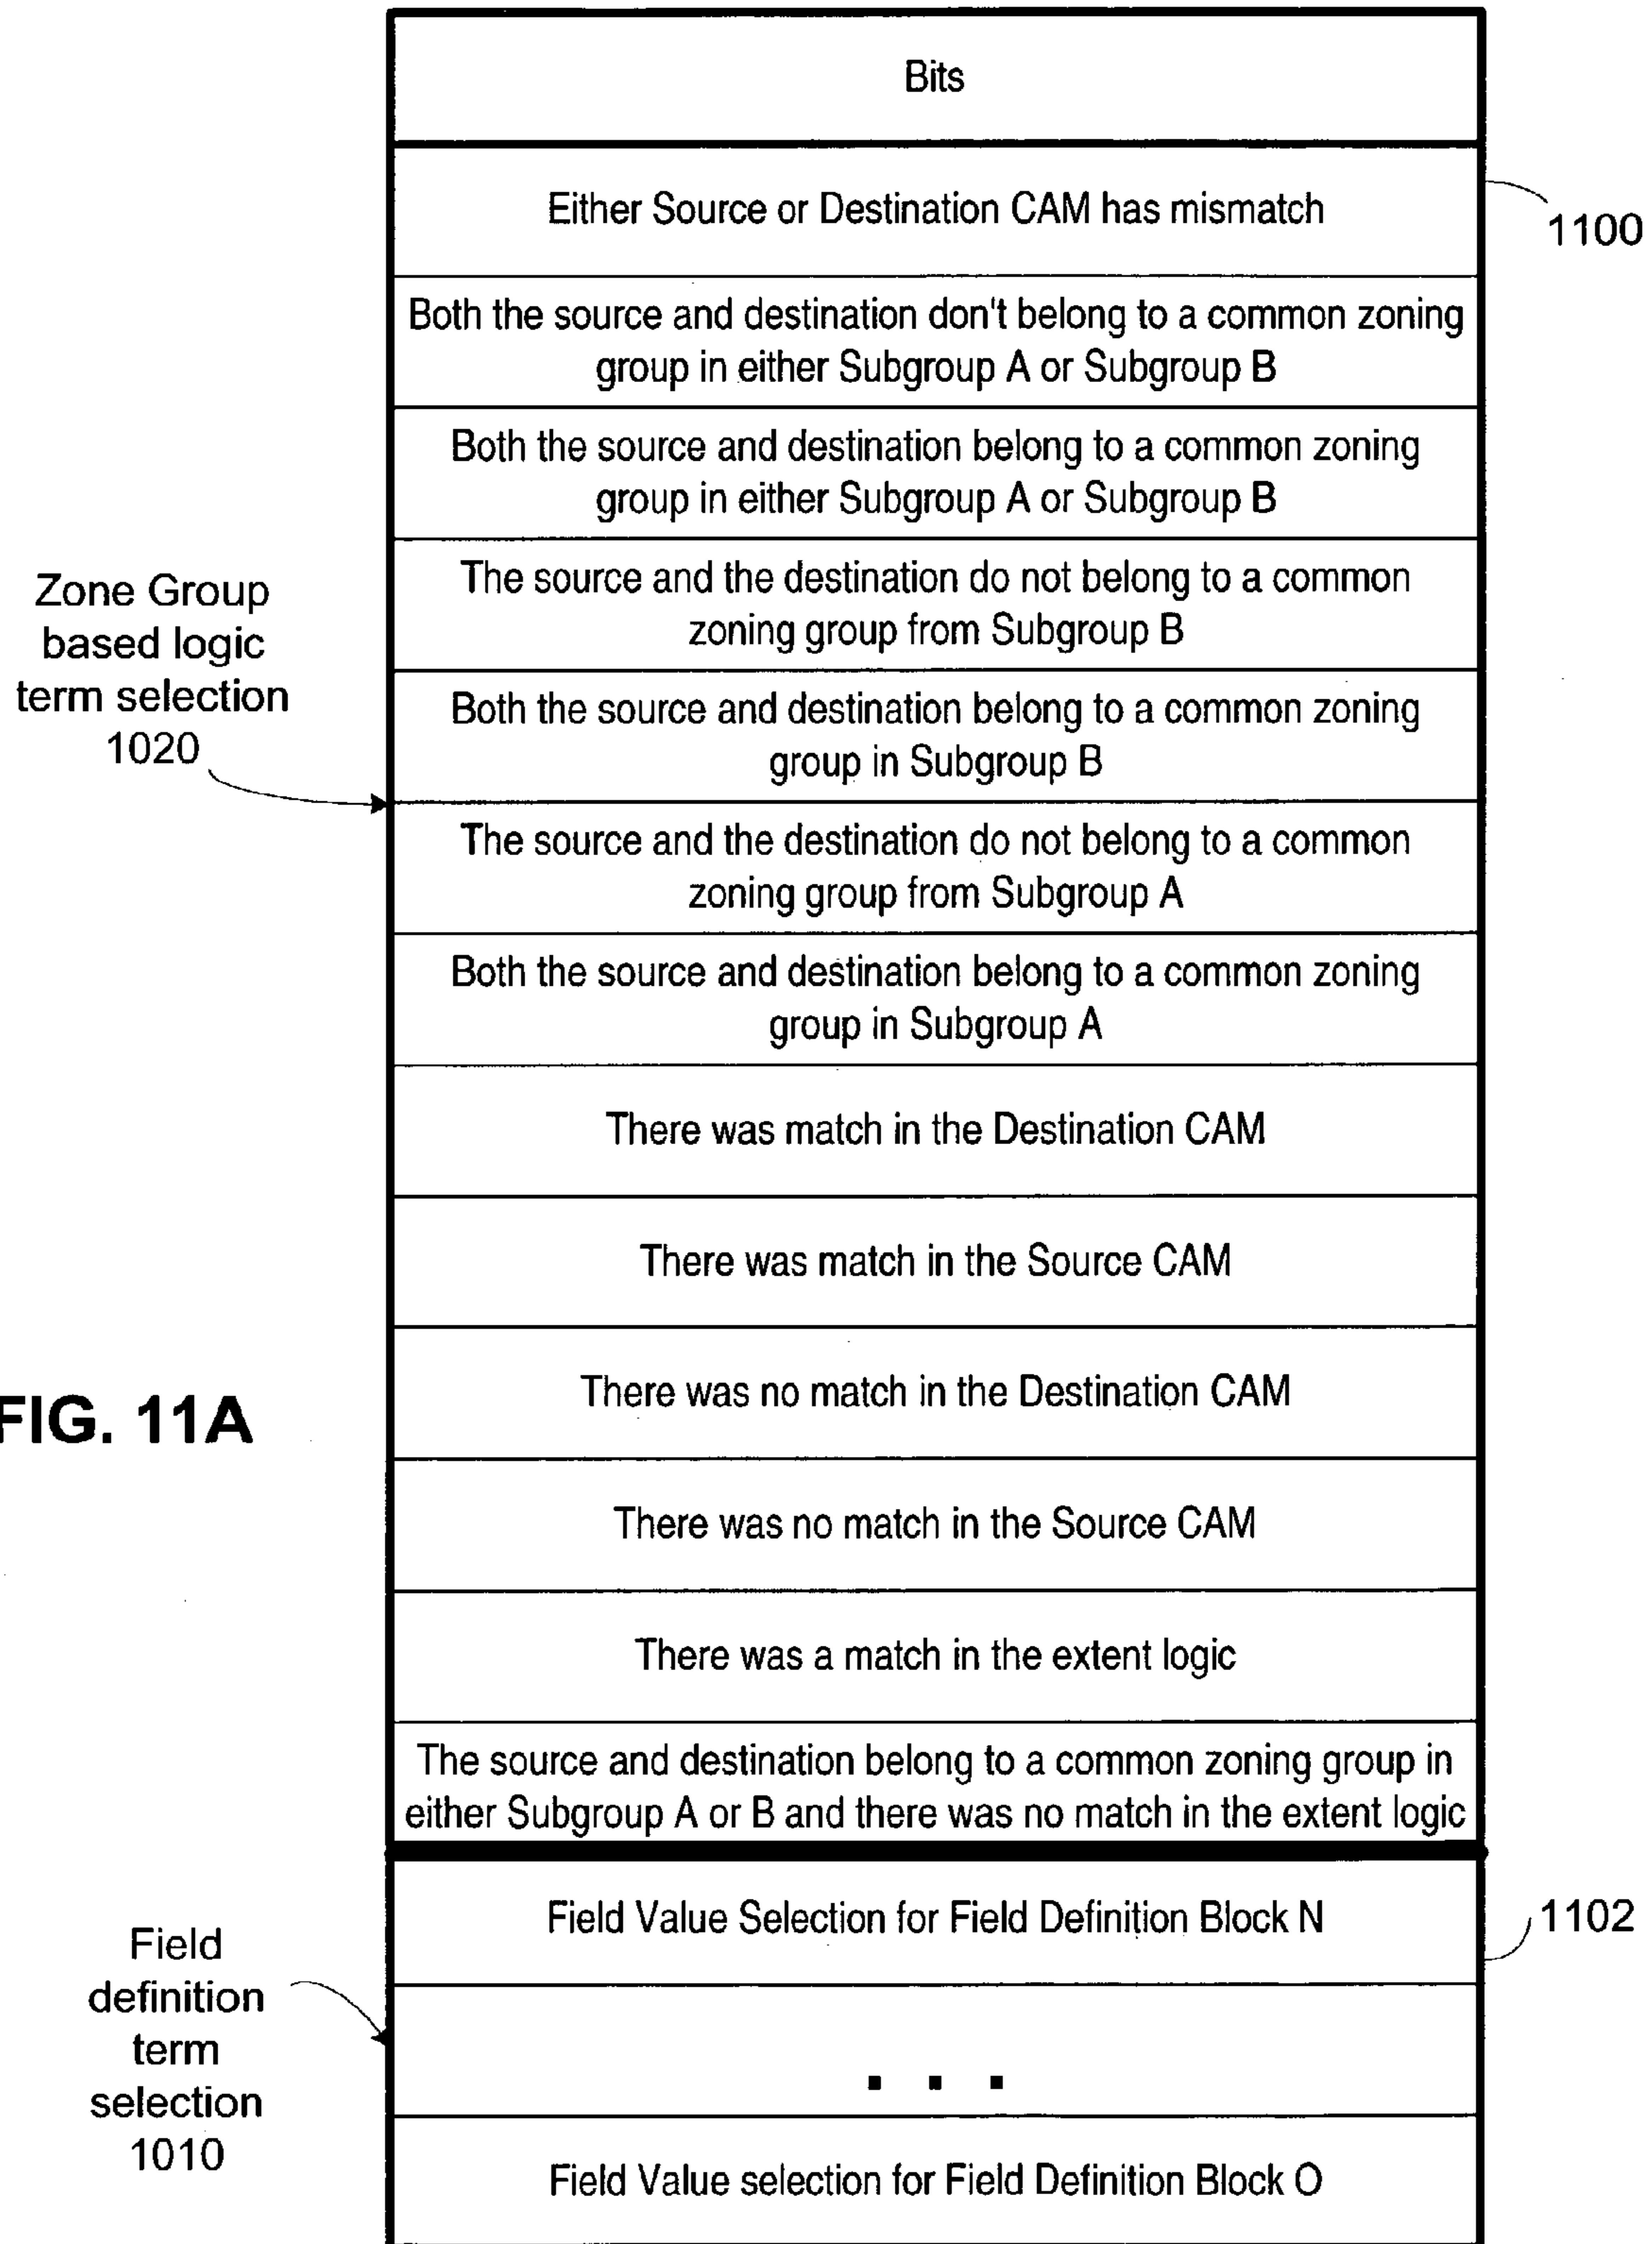 Bits
Either Source or Destination CAM has mismatch
1100
Both the source and destination don't belong to a common zoning
group in either Subgroup A or Subgroup B
Both the source and destination belong to a common zoning
group in either Subgroup A or Subgroup B
The source and the destination do not belong to a common
zoning group from Subgroup B
Zone Group
based logic
term selection
1020
Both the source and destination belong to a common zoning
group in Subgroup B
The source and the destination do not belong to a common
zoning group from Subgroup A
Both the source and destination belong to a common zoning
group in Subgroup A
There was match in the Destination CAM
There was match in the Source CAM
There was no match in the Destination CAM
FIG. 11A
There was no match in the Source CAM
There was a match in the extent logic
The source and destination belong to a common zoning group in
either Subgroup A or B and there was no match in the extent logic
Field Value Selection for Field Definition Block N
1102
Field
definition
term
selection
1010
. . .
Field Value selection for Field Definition Block O